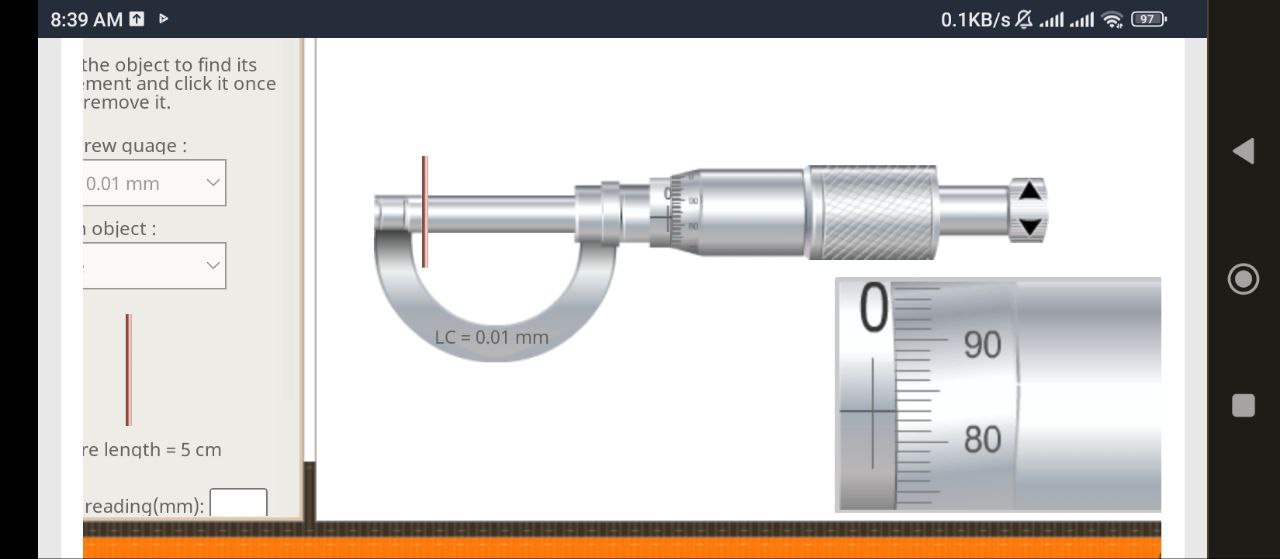 8:39 AM
0.1KB/s
97
the object to find its
ement and click it once
remove it.
rew guage :
0.01 mm
object :
re length = 5 cm
reading(mm):
LC = 0.01 mm
0
90
80
0
90
80